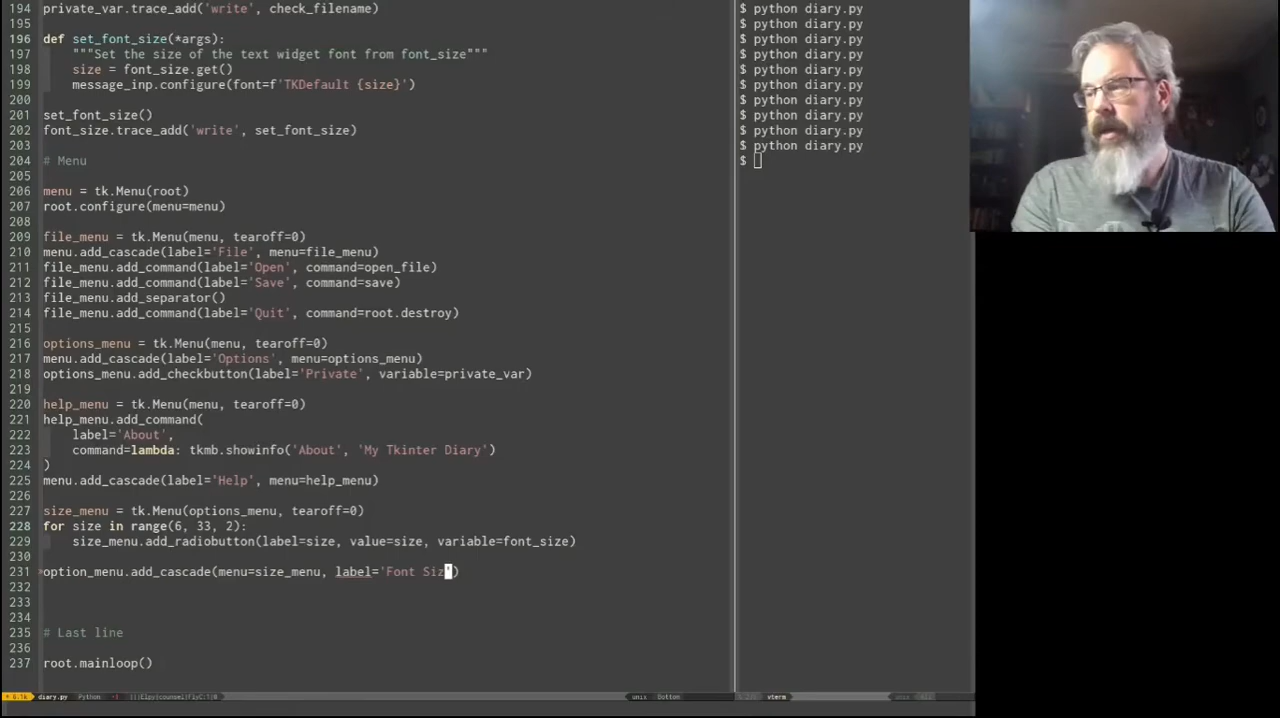 194 private_var.trace_add('write', check_filename)
195
196 def set_font_size(*args):
197 """Set the size of the text widget font from font_size"""
198 size = font_size.get()
199 message_inp.configure(font=f'TKDefault {size}')
200
201 set_font_size()
202 font_size.trace_add('write', set_font_size)
203
204 # Menu
205
206 menu = tk.Menu(root)
207 root.configure(menu=menu)
208
209 file_menu = tk.Menu(menu, tearoff=0)
210 menu.add_cascade(label='File', menu=file_menu)
211 file_menu.add_command(label='Open', command=open_file)
212 file_menu.add_command(label='Save', command=save)
213 file_menu.add_separator()
214 file_menu.add_command(label='Quit', command=root.destroy)
215
216 options_menu = tk.Menu(menu, tearoff=0)
217 menu.add_cascade(label='Options', menu=options_menu)
218 options_menu.add_checkbutton(label='Private', variable=private_var)
219
220 help_menu = tk.Menu(menu, tearoff=0)
221 help_menu.add_command(
222 label='About',
223 command=lambda: tkmb.showinfo('About', 'My Tkinter Diary')
224 )
225 menu.add_cascade(label='Help', menu=help_menu)
226
227 size_menu = tk.Menu(options_menu, tearoff=0)
228 for size in range(6, 33, 2):
229 size_menu.add_radiobutton(label=size, value=size, variable=font_size)
230
231 option_menu.add_cascade(menu=size_menu, label='Font Siz')
232
233
234
235 # Last line
236
237 root.mainloop()
$ python diary.py
$ python diary.py
$ python diary.py
$ python diary.py
$ python diary.py
$ python diary.py
$ python diary.py
$ python diary.py
$ python diary.py
$ python diary.py
$
6.1k diary.py Python unix Bottom
vterm